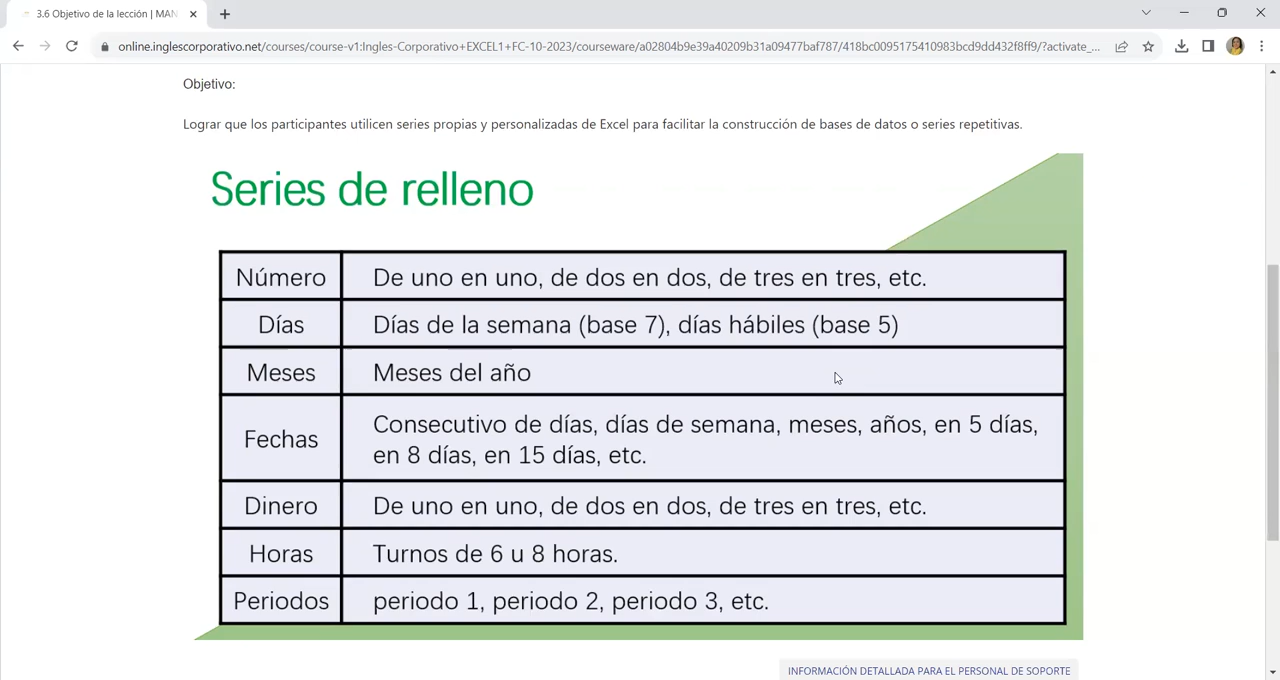 3.6 Objetivo de la lección | MAN
online.inglescorporativo.net/courses/course-v1:Ingles-Corporativo+EXCEL1+FC-10-2023/courseware/a02804b9e39a40209b31a09477baf787/418bc0095175410983bcd9dd432f8ff9/?activate_...
Objetivo:
Lograr que los participantes utilicen series propias y personalizadas de Excel para facilitar la construcción de bases de datos o series repetitivas.
Series de relleno
Número De uno en uno, de dos en dos, de tres en tres, etc.
Días Días de la semana (base 7), días hábiles (base 5)
Meses Meses del año
Fechas Consecutivo de días, días de semana, meses, años, en 5 días,
en 8 días, en 15 días, etc.
Dinero De uno en uno, de dos en dos, de tres en tres, etc.
Horas Turnos de 6 u 8 horas.
Periodos periodo 1, periodo 2, periodo 3, etc.
INFORMACIÓN DETALLADA PARA EL PERSONAL DE SOPORTE